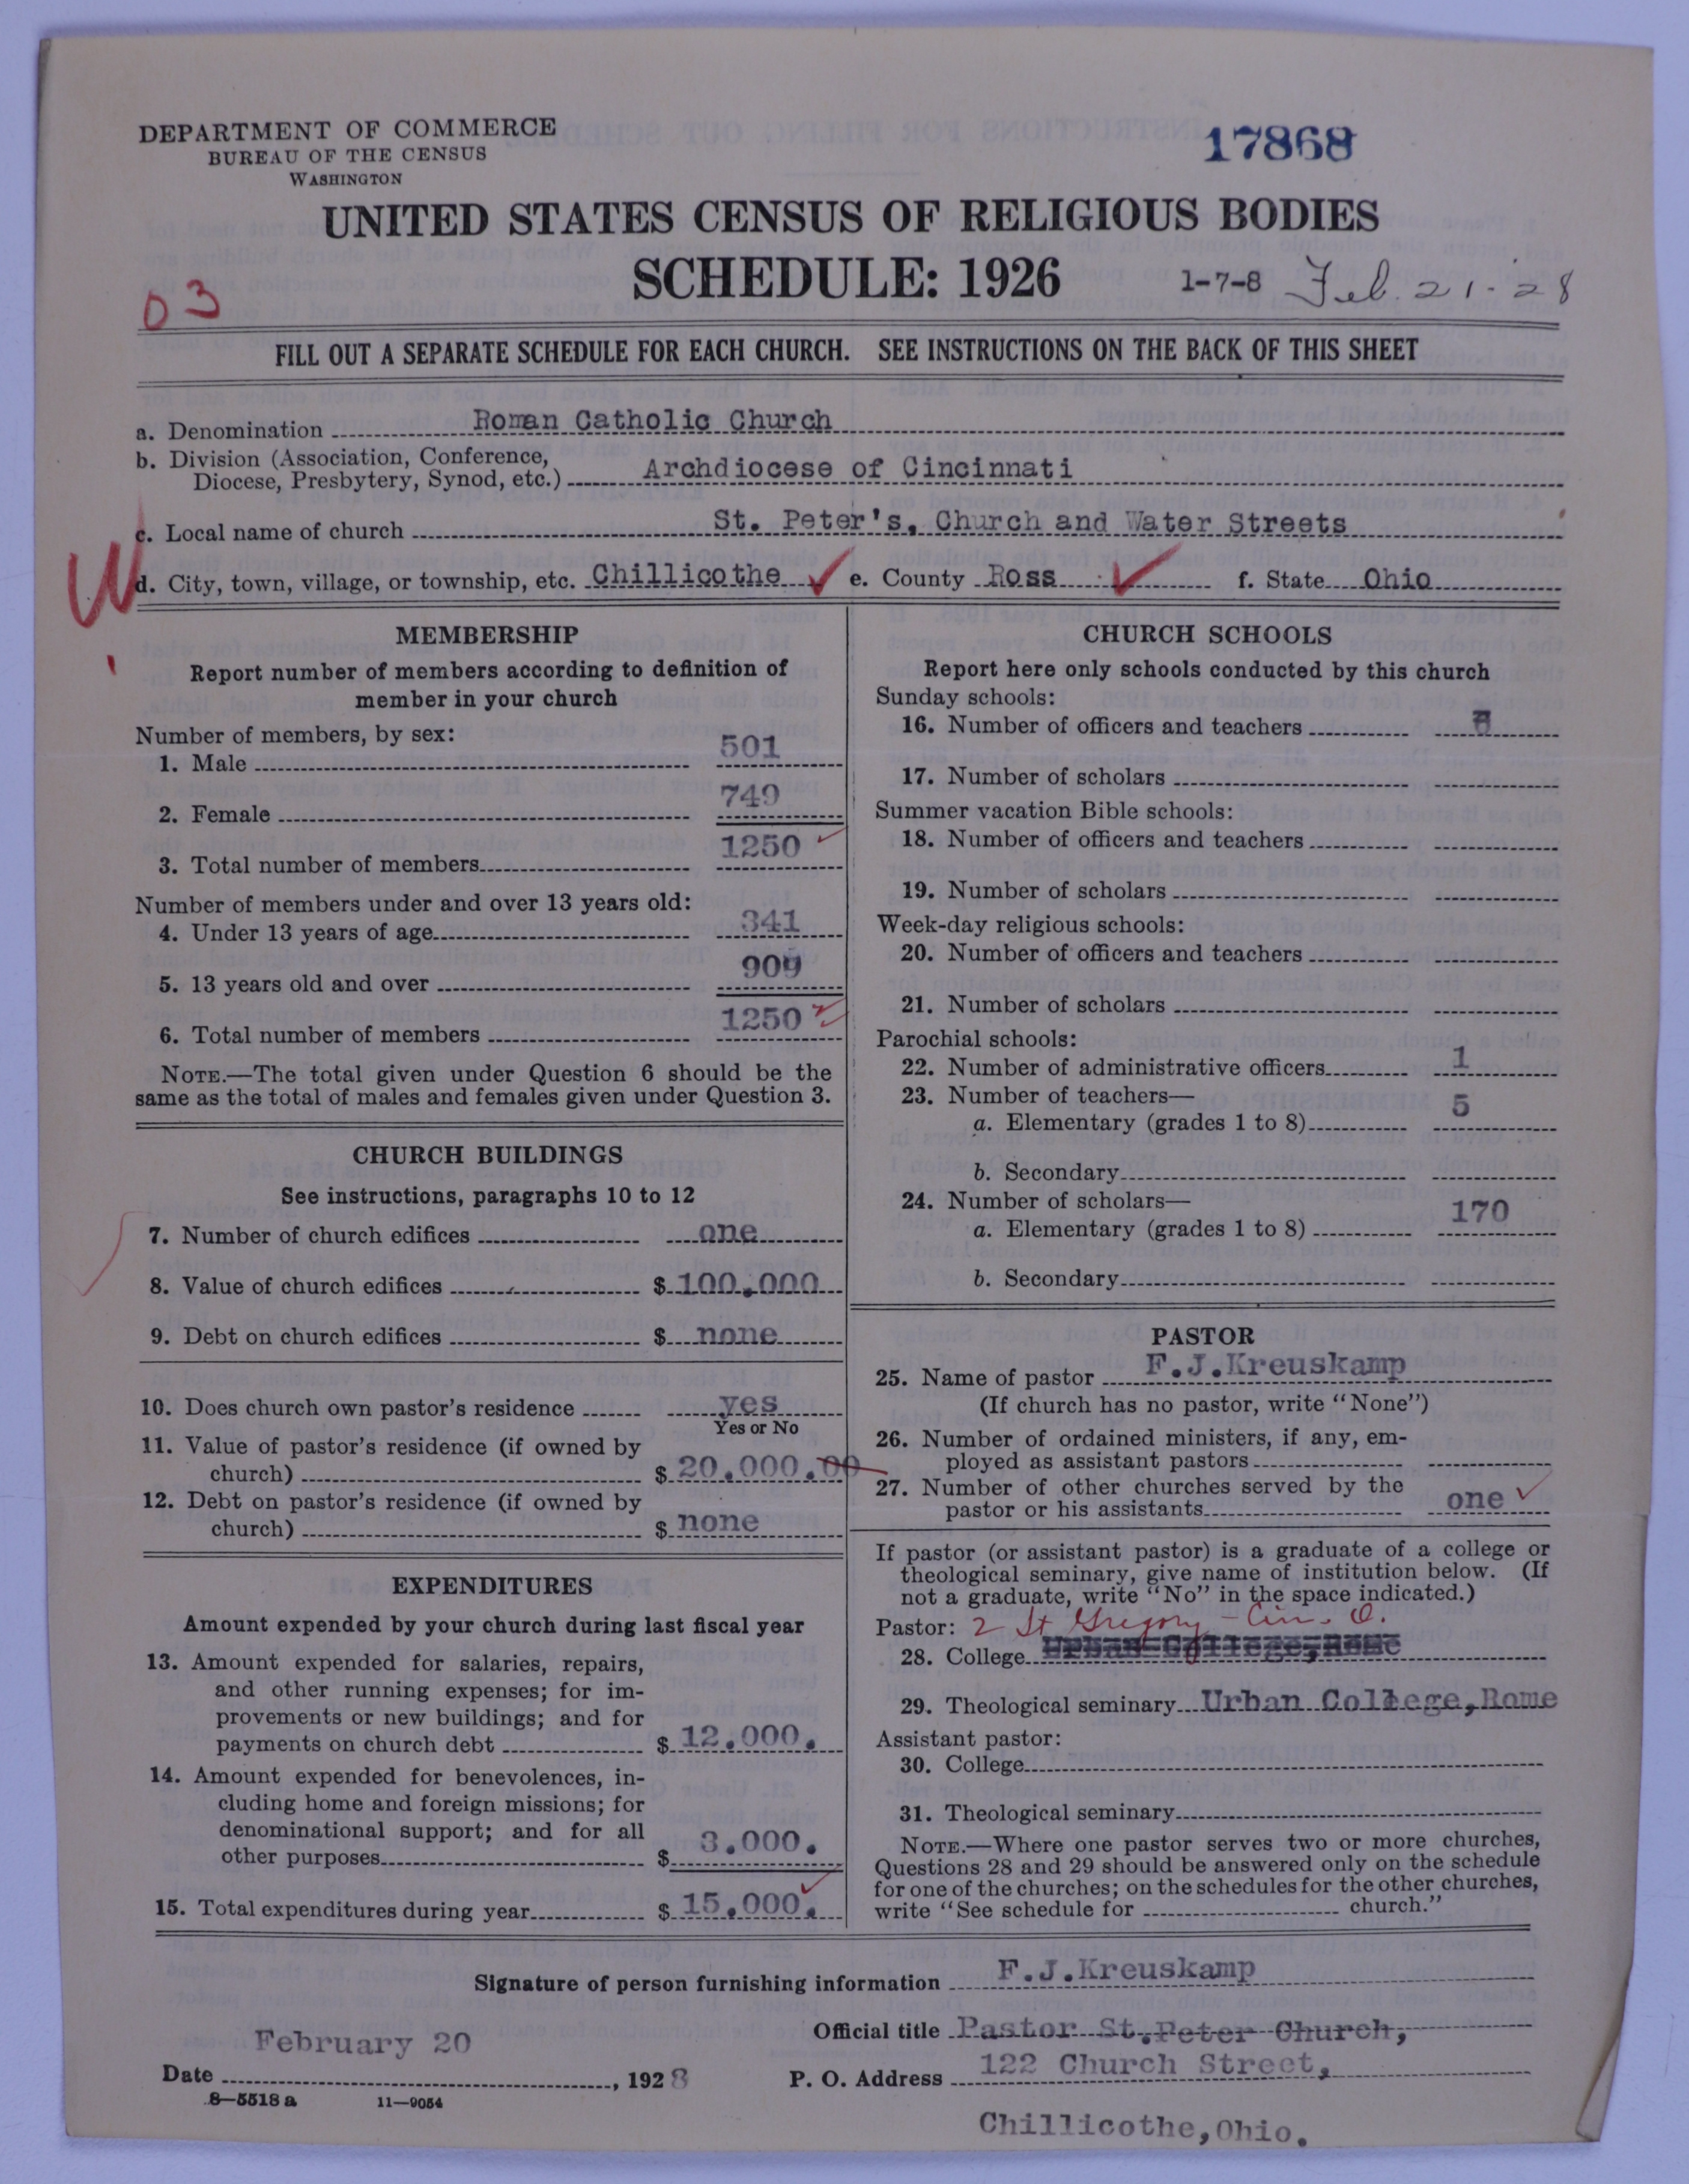 DEPARTMENT OF COMMERCE
BUREAU OF THE CENSUS
WASHINGTON
17868
UNITED STATES CENSUS OF RELIGIOUS BODIES
SCHEDULE: 1926
1-7-8 Feb. 21-28
03
FILL OUT A SEPARATE SCHEDULE FOR EACH CHURCH. SEE INSTRUCTIONS ON THE BACK OF THIS SHEET
a. Denomination Roman Catholic Church
b. Division (Association, Conference, Diocese, Presbytery, Synod, etc.) Archdiocese of Cincinnati
c. Local name of church St. Peter's, Church and Water Streets
d. City, town, village, or township, etc. Chillicothe e. County Ross f. State Ohio
MEMBERSHIP
Report number of members according to definition of
member in your church
Number of members, by sex:
1. Male 501
2. Female 749
3. Total number of members 1250
Number of members under and over 13 years old:
4. Under 13 years of age 341
5. 13 years old and over 909
6. Total number of members 1250
NOTE.—The total given under Question 6 should be the
same as the total of males and females given under Question 3.
CHURCH BUILDINGS
See instructions, paragraphs 10 to 12
7. Number of church edifices one
8. Value of church edifices $ 100.000
9. Debt on church edifices $ none
10. Does church own pastor's residence yes
Yes or No
11. Value of pastor's residence (if owned by
church) $ 20.000.00
12. Debt on pastor's residence (if owned by
church) $ none
EXPENDITURES
Amount expended by your church during last fiscal year
13. Amount expended for salaries, repairs,
and other running expenses; for im-
provements or new buildings; and for
payments on church debt $ 12.000.
14. Amount expended for benevolences, in-
cluding home and foreign missions; for
denominational support; and for all
other purposes $ 3.000.
15. Total expenditures during year $ 15.000.
CHURCH SCHOOLS
Report here only schools conducted by this church
Sunday schools:
16. Number of officers and teachers
17. Number of scholars
Summer vacation Bible schools:
18. Number of officers and teachers
19. Number of scholars
Week-day religious schools:
20. Number of officers and teachers
21. Number of scholars
Parochial schools:
22. Number of administrative officers 1
23. Number of teachers—
a. Elementary (grades 1 to 8) 5
b. Secondary
24. Number of scholars—
a. Elementary (grades 1 to 8) 170
b. Secondary
PASTOR
25. Name of pastor F.J.Kreuskamp
(If church has no pastor, write "None")
26. Number of ordained ministers, if any, em-
ployed as assistant pastors
27. Number of other churches served by the
pastor or his assistants one
If pastor (or assistant pastor) is a graduate of a college or
theological seminary, give name of institution below. (If
not a graduate, write "No" in the space indicated.)
Pastor: 2 St Gregory - Cin. O.
28. College Urban College, Rome
29. Theological seminary Urban College, Rome
Assistant pastor:
30. College
31. Theological seminary
NOTE.—Where one pastor serves two or more churches,
Questions 28 and 29 should be answered only on the schedule
for one of the churches; on the schedules for the other churches,
write "See schedule for church."
Signature of person furnishing information F.J.Kreuskamp
Official title Pastor St.Peter Church,
Date February 20, 1928
P. O. Address 122 Church Street,
Chillicothe, Ohio.
8—5518 a 11—9054